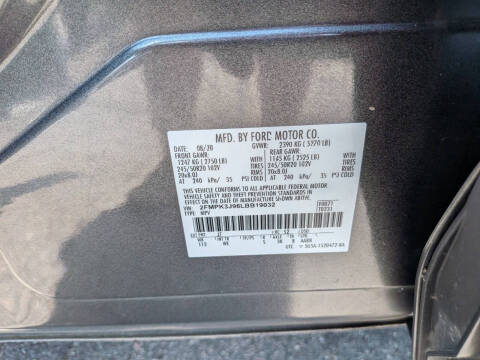 MFD. BY FORD MOTOR CO.
DATE: 08/20 GVWR: 2390 KG ( 5270 LB)
FRONT GAWR: REAR GAWR:
1247 KG ( 2750 LB) 1145 KG ( 2525 LB)
245/50R20 102V TIRES 245/50R20 102V TIRES
20x8.0J RIMS 20x8.0J RIMS
AT 240 kPa/ 35 PSI COLD AT 240 kPa/ 35 PSI COLD
THIS VEHICLE CONFORMS TO ALL APPLICABLE FEDERAL MOTOR
VEHICLE SAFETY AND THEFT PREVENTION STANDARDS IN
EFFECT ON THE DATE OF MANUFACTURE SHOWN ABOVE.
VIN: 2FMPK3J96LBB19032
TYPE: MPV